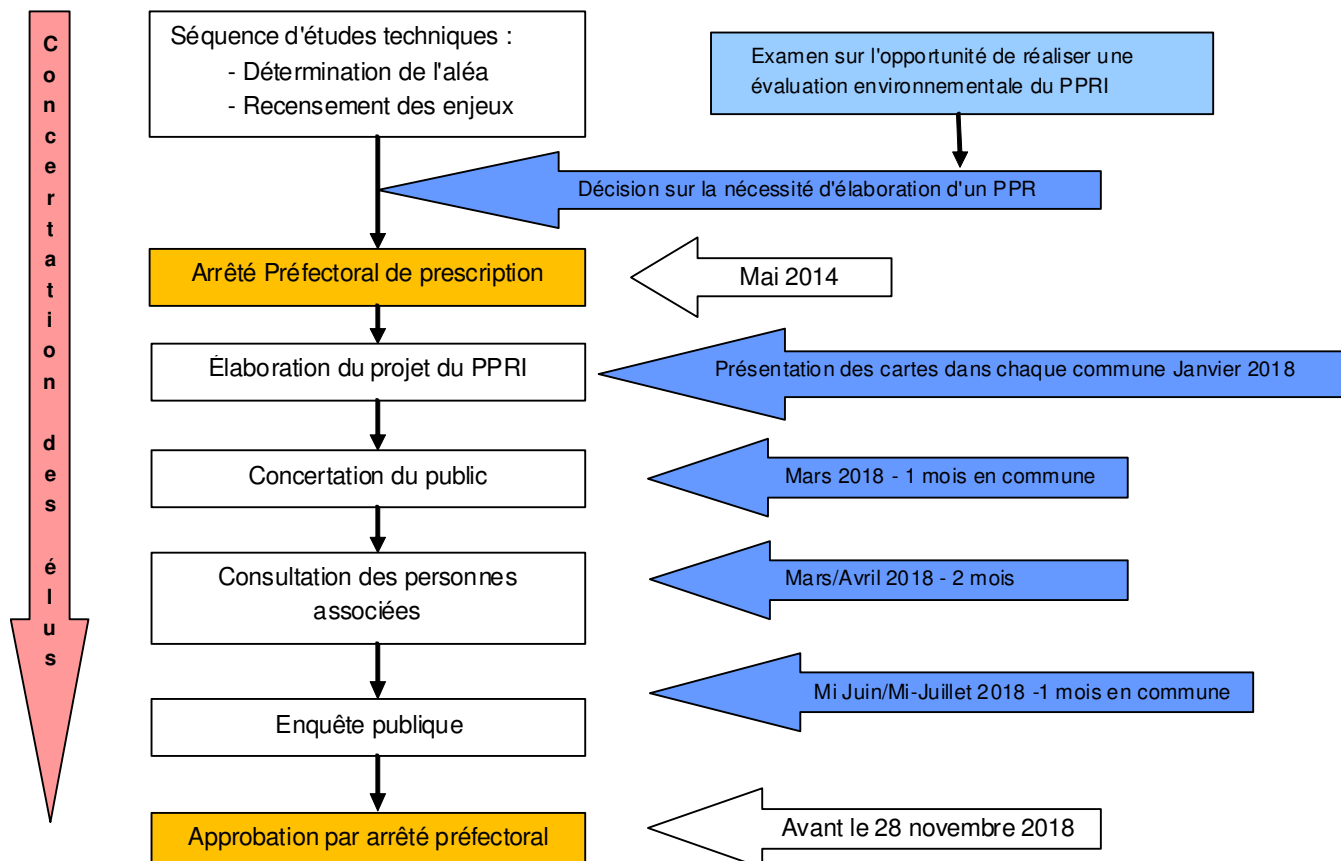 Concertation des élus
Séquence d'études techniques :
- Détermination de l'aléa
- Recensement des enjeux
Examen sur l'opportunité de réaliser une
évaluation environnementale du PPRI
Décision sur la nécessité d'élaboration d'un PPR
Arrêté Préfectoral de prescription
Mai 2014
Élaboration du projet du PPRI
Présentation des cartes dans chaque commune Janvier 2018
Concertation du public
Mars 2018 - 1 mois en commune
Consultation des personnes
associées
Mars/Avril 2018 - 2 mois
Mi Juin/Mi-Juillet 2018 -1 mois en commune
Enquête publique
Approbation par arrêté préfectoral
Avant le 28 novembre 2018